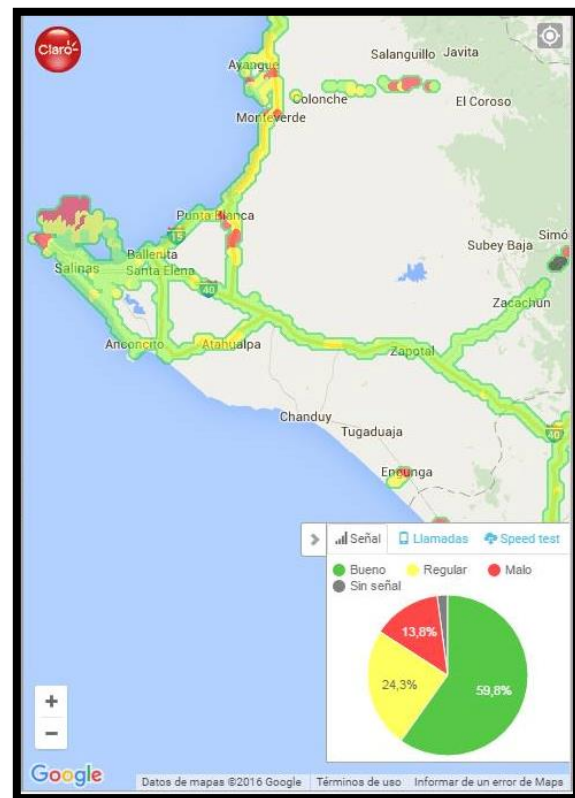 Claro
Salanguillo Javita
Ayangue
Colonche
El Coroso
Monteverde
Punta Blanca
15
Simó
Subey Baja
Ballenita
Salinas
Santa Elena
40
Zacachun
Anconcito
Atahualpa
Zapotal
Chanduy
40
Tugaduaja
Engunga
Señal
Llamadas
Speed test
Bueno
Regular
Malo
Sin señal
13,8%
24,3%
59,8%
+
−
Google
Datos de mapas ©2016 Google
Términos de uso
Informar de un error de Maps